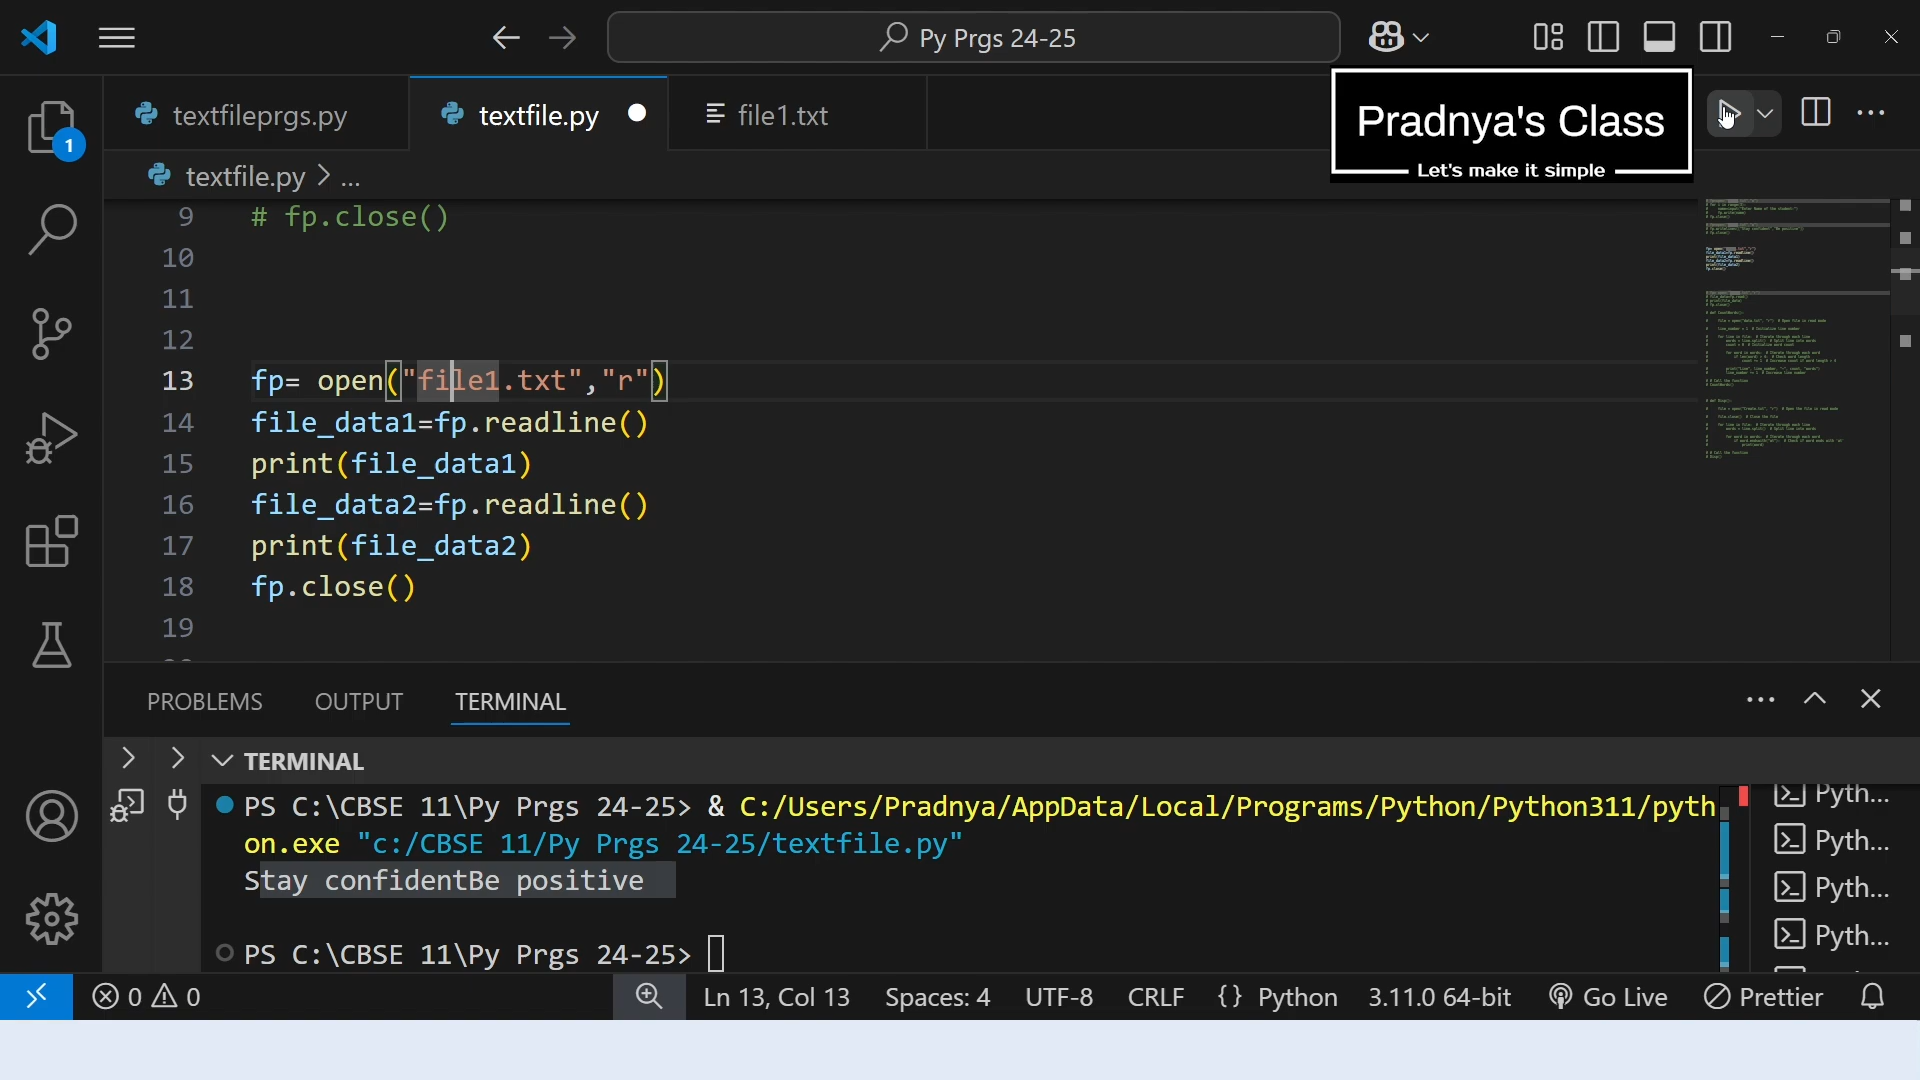 Py Prgs 24-25
textfileprgs.py
textfile.py
file1.txt
Pradnya's Class
Let's make it simple
textfile.py > ...
9 # fp.close()
10
11
12
13 fp= open("file1.txt","r")
14 file_data1=fp.readline()
15 print(file_data1)
16 file_data2=fp.readline()
17 print(file_data2)
18 fp.close()
19
PROBLEMS OUTPUT TERMINAL
TERMINAL
PS C:\CBSE 11\Py Prgs 24-25> & C:/Users/Pradnya/AppData/Local/Programs/Python/Python311/pyth
on.exe "c:/CBSE 11/Py Prgs 24-25/textfile.py"
Stay confidentBe positive
PS C:\CBSE 11\Py Prgs 24-25>
Pyth...
Pyth...
Pyth...
Pyth...
1
0 0
Ln 13, Col 13 Spaces: 4 UTF-8 CRLF {} Python 3.11.0 64-bit Go Live Prettier